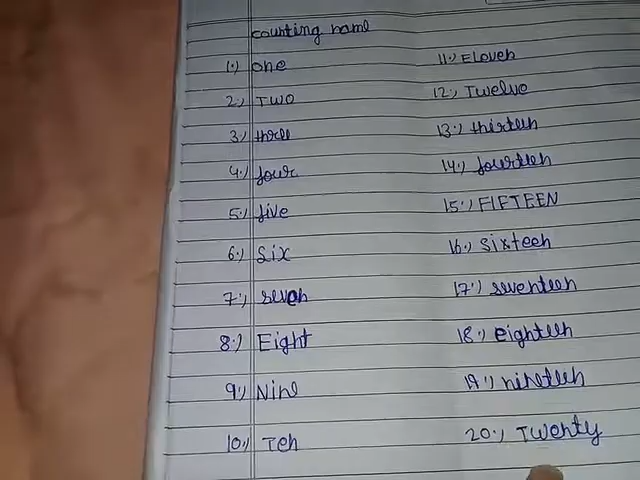 counting name
1.) one
2.) Two
3.) three
4.) four
5.) five
6.) Six
7.) seven
8.) Eight
9.) Nine
10.) Ten
11.) Eleven
12.) Twelve
13.) thirteen
14.) fourteen
15.) FIFTEEN
16.) sixteen
17.) seventeen
18.) eighteen
19.) nineteen
20.) Twenty